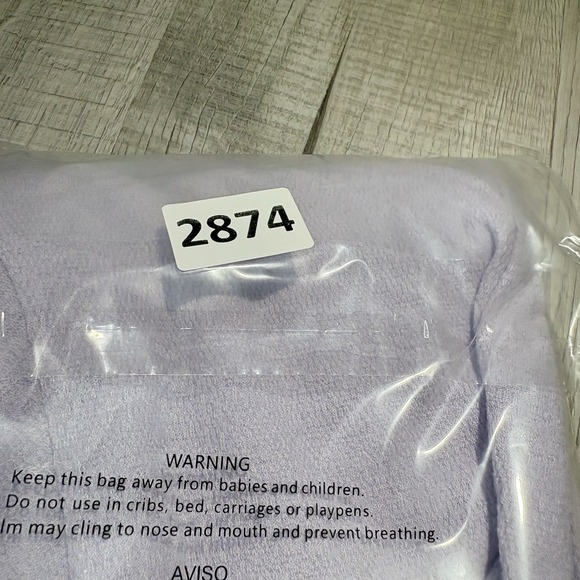 2874
WARNING
Keep this bag away from babies and children.
Do not use in cribs, bed, carriages or playpens.
lm may cling to nose and mouth and prevent breathing.
AVISO